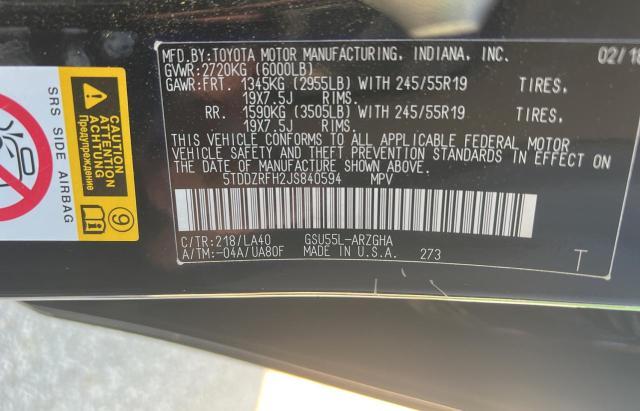 MFD.BY:TOYOTA MOTOR MANUFACTURING, INDIANA, INC. 02/18
GVWR:2720KG (6000LB)
GAWR:FRT. 1345KG (2955LB) WITH 245/55R19 TIRES,
19X7.5J RIMS.
RR. 1590KG (3505LB) WITH 245/55R19 TIRES,
19X7.5J RIMS.
THIS VEHICLE CONFORMS TO ALL APPLICABLE FEDERAL MOTOR
VEHICLE SAFETY AND THEFT PREVENTION STANDARDS IN EFFECT ON
THE DATE OF MANUFACTURE SHOWN ABOVE.
5TDDZRFH2JS840594 MPV
C/TR:218/LA40 GSU55L-ARZGHA
A/TM:-04A/UA80F MADE IN U.S.A. 273 T
SRS SIDE AIRBAG
ATTENTION
ACHTUNG
Предупреждение
9